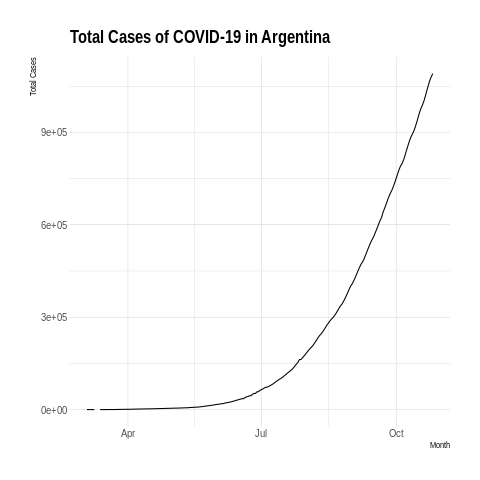 Total Cases of COVID-19 in Argentina
Total Cases
9e+05
6e+05
3e+05
0e+00
Apr
Jul
Oct
Month